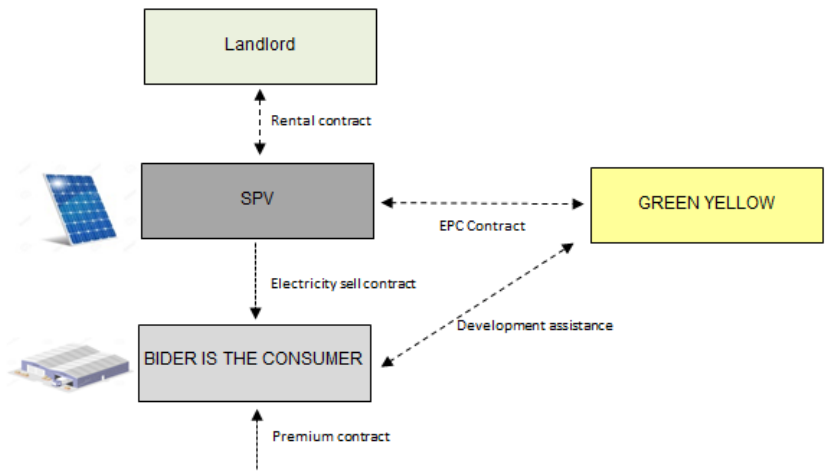 Landlord
Rental contract
SPV
GREEN YELLOW
EPC Contract
Electricity sell contract
Development assistance
BIDER IS THE CONSUMER
Premium contract